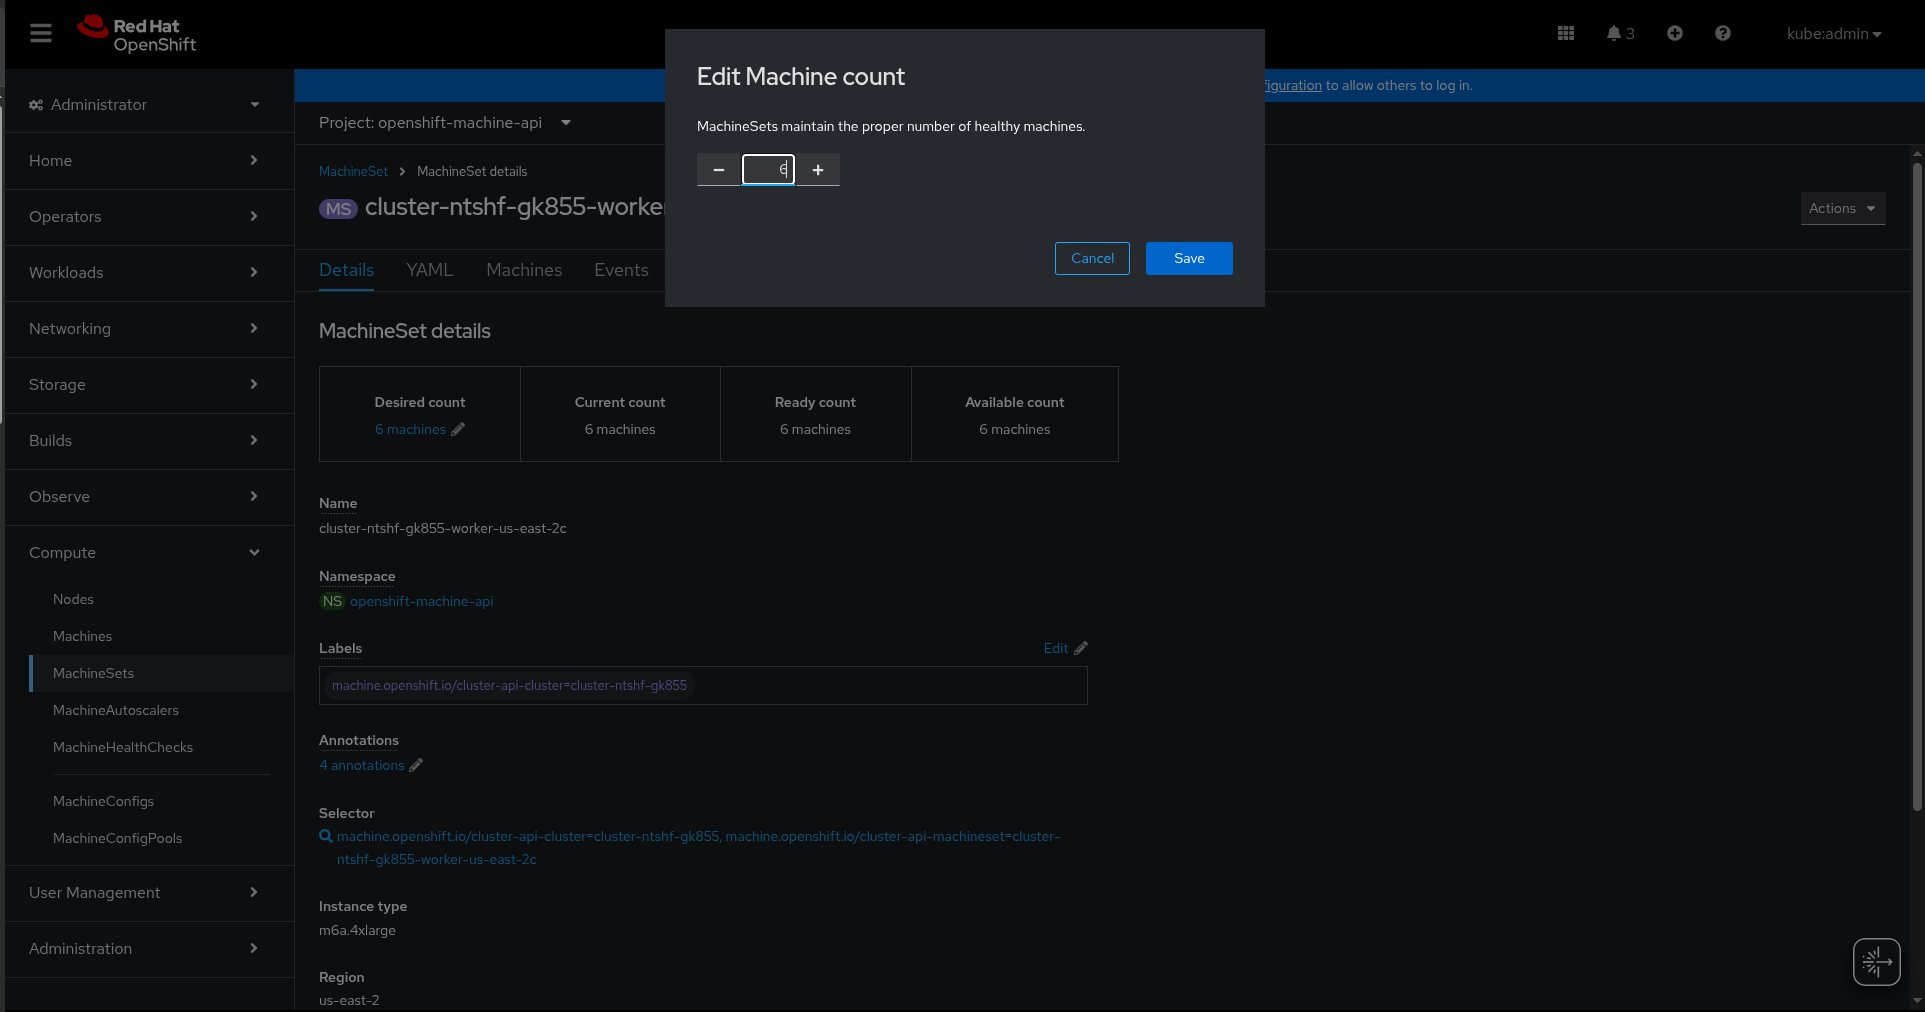 Red Hat
OpenShift
3
kube:admin
figuration to allow others to log in.
Administrator
Home
Operators
Workloads
Networking
Storage
Builds
Observe
Compute
Nodes
Machines
MachineSets
MachineAutoscalers
MachineHealthChecks
MachineConfigs
MachineConfigPools
User Management
Administration
Project: openshift-machine-api
MachineSet > MachineSet details
MS cluster-ntshf-gk855-worker
Actions
Details YAML Machines Events
Edit Machine count
MachineSets maintain the proper number of healthy machines.
6
Cancel Save
MachineSet details
Desired count Current count Ready count Available count
6 machines 6 machines 6 machines 6 machines
Name
cluster-ntshf-gk855-worker-us-east-2c
Namespace
NS openshift-machine-api
Labels Edit
machine.openshift.io/cluster-api-cluster=cluster-ntshf-gk855
Annotations
4 annotations
Selector
machine.openshift.io/cluster-api-cluster=cluster-ntshf-gk855, machine.openshift.io/cluster-api-machineset=cluster-
ntshf-gk855-worker-us-east-2c
Instance type
m6a.4xlarge
Region
us-east-2